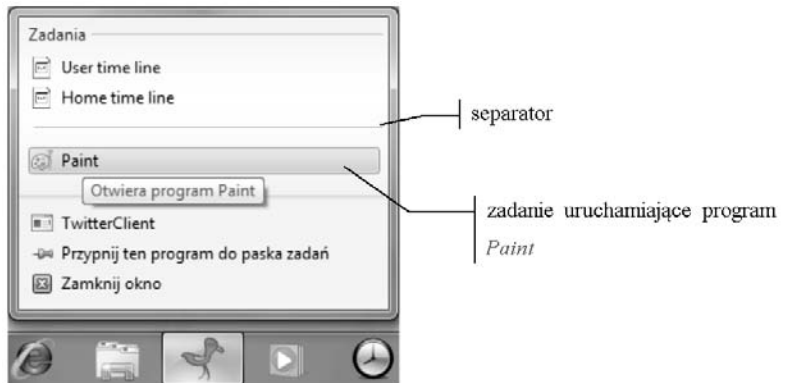 Zadania
User time line
Home time line
separator
Paint
Otwiera program Paint
zadanie uruchamiające program
Paint
TwitterClient
Przypnij ten program do paska zadań
Zamknij okno